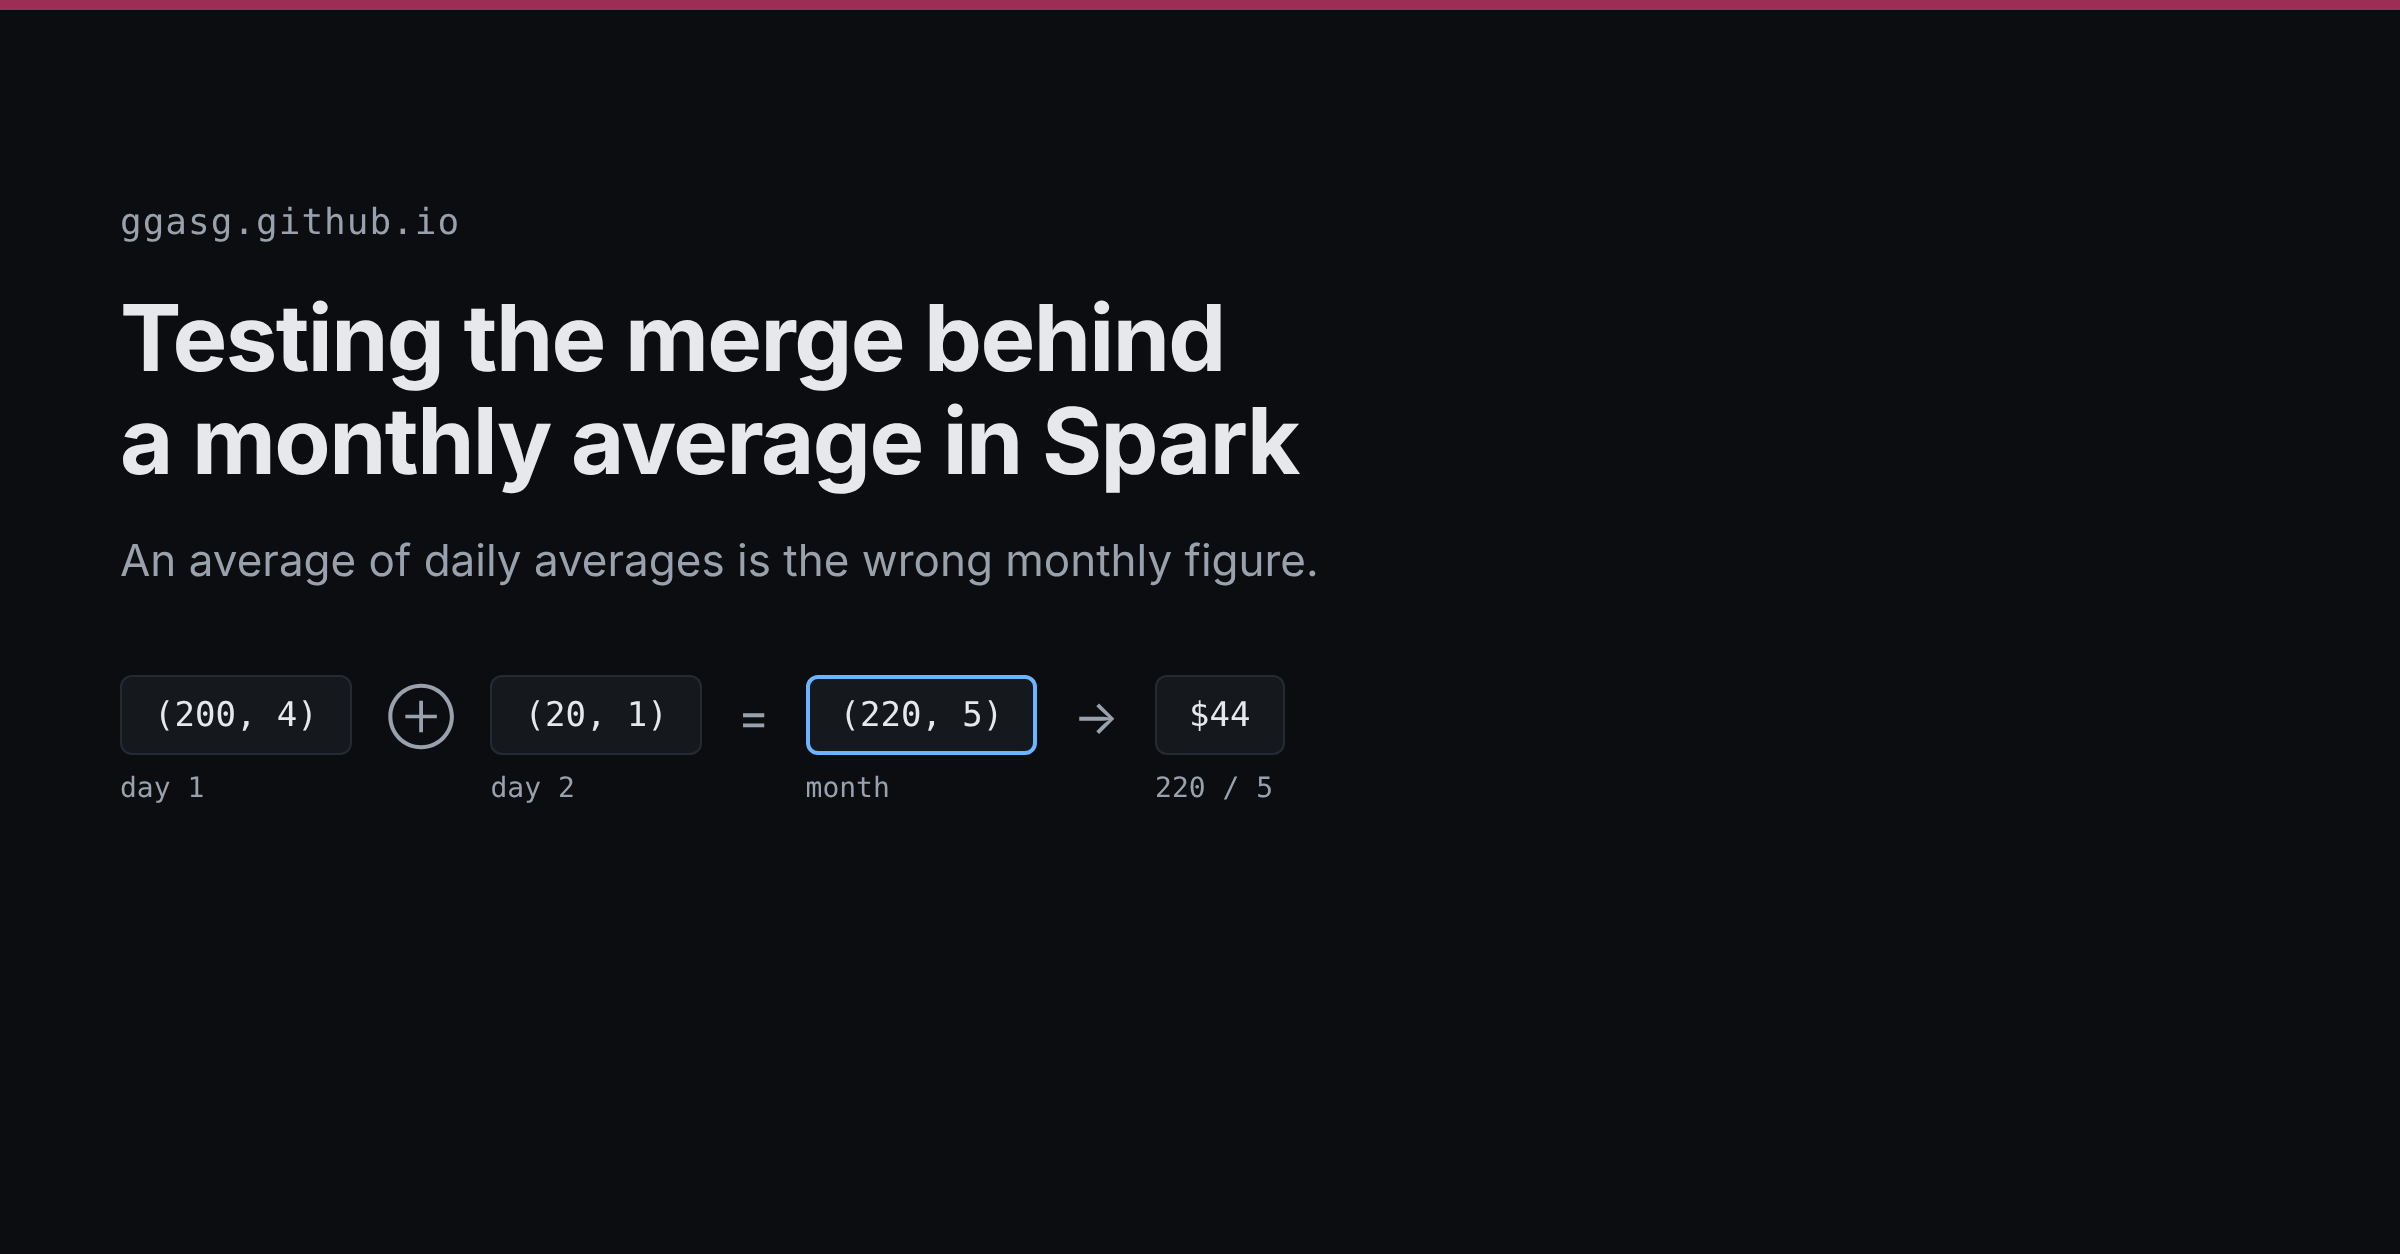 ggasg.github.io
Testing the merge behind
a monthly average in Spark
An average of daily averages is the wrong monthly figure.
(200, 4) ⊕ (20, 1) = (220, 5) → $44
day 1 day 2 month 220 / 5